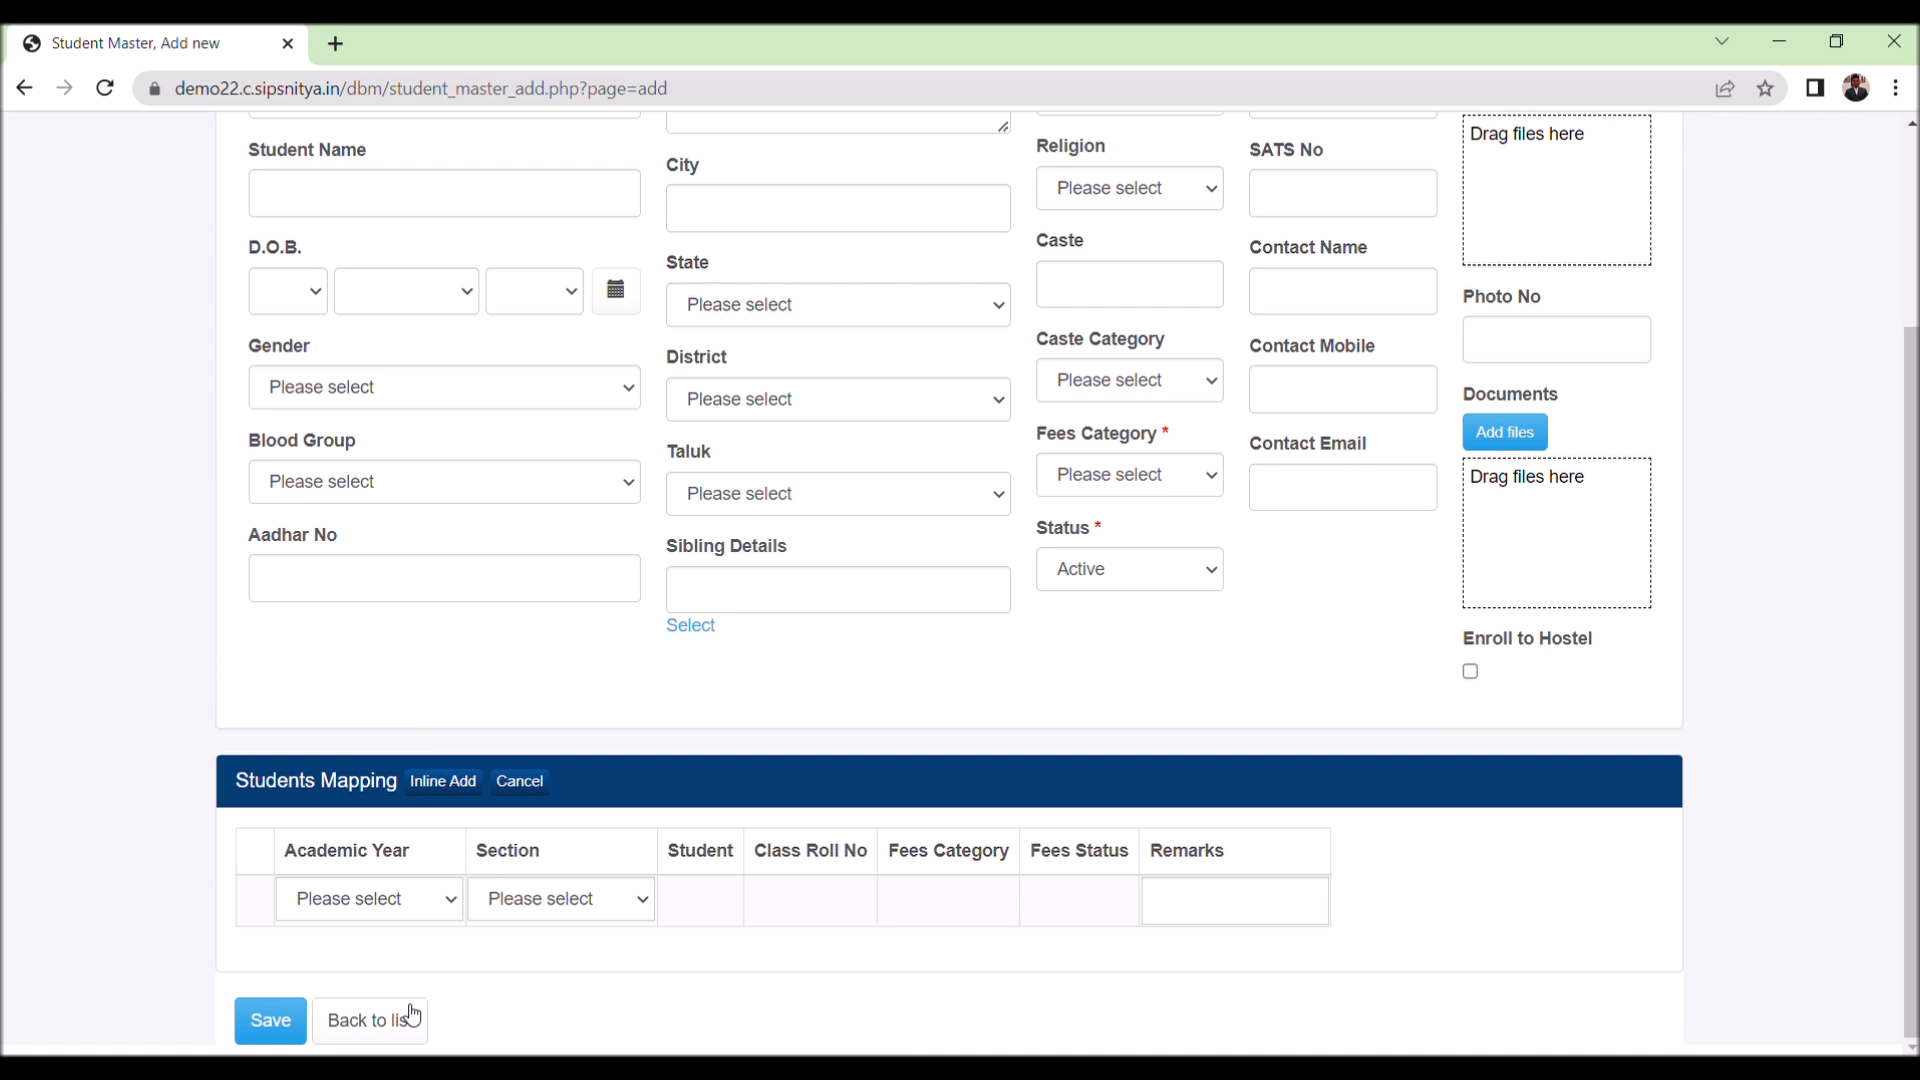 Student Master, Add new
demo22.c.sipsnitya.in/dbm/student_master_add.php?page=add
Student Name
D.O.B.
Gender
Please select
Blood Group
Please select
Aadhar No
City
State
Please select
District
Please select
Taluk
Please select
Sibling Details
Select
Religion
Please select
Caste
Caste Category
Please select
Fees Category *
Please select
Status *
Active
SATS No
Contact Name
Contact Mobile
Contact Email
Drag files here
Photo No
Documents
Add files
Drag files here
Enroll to Hostel
Students Mapping Inline Add Cancel
Academic Year Section Student Class Roll No Fees Category Fees Status Remarks
Please select Please select
Save Back to list